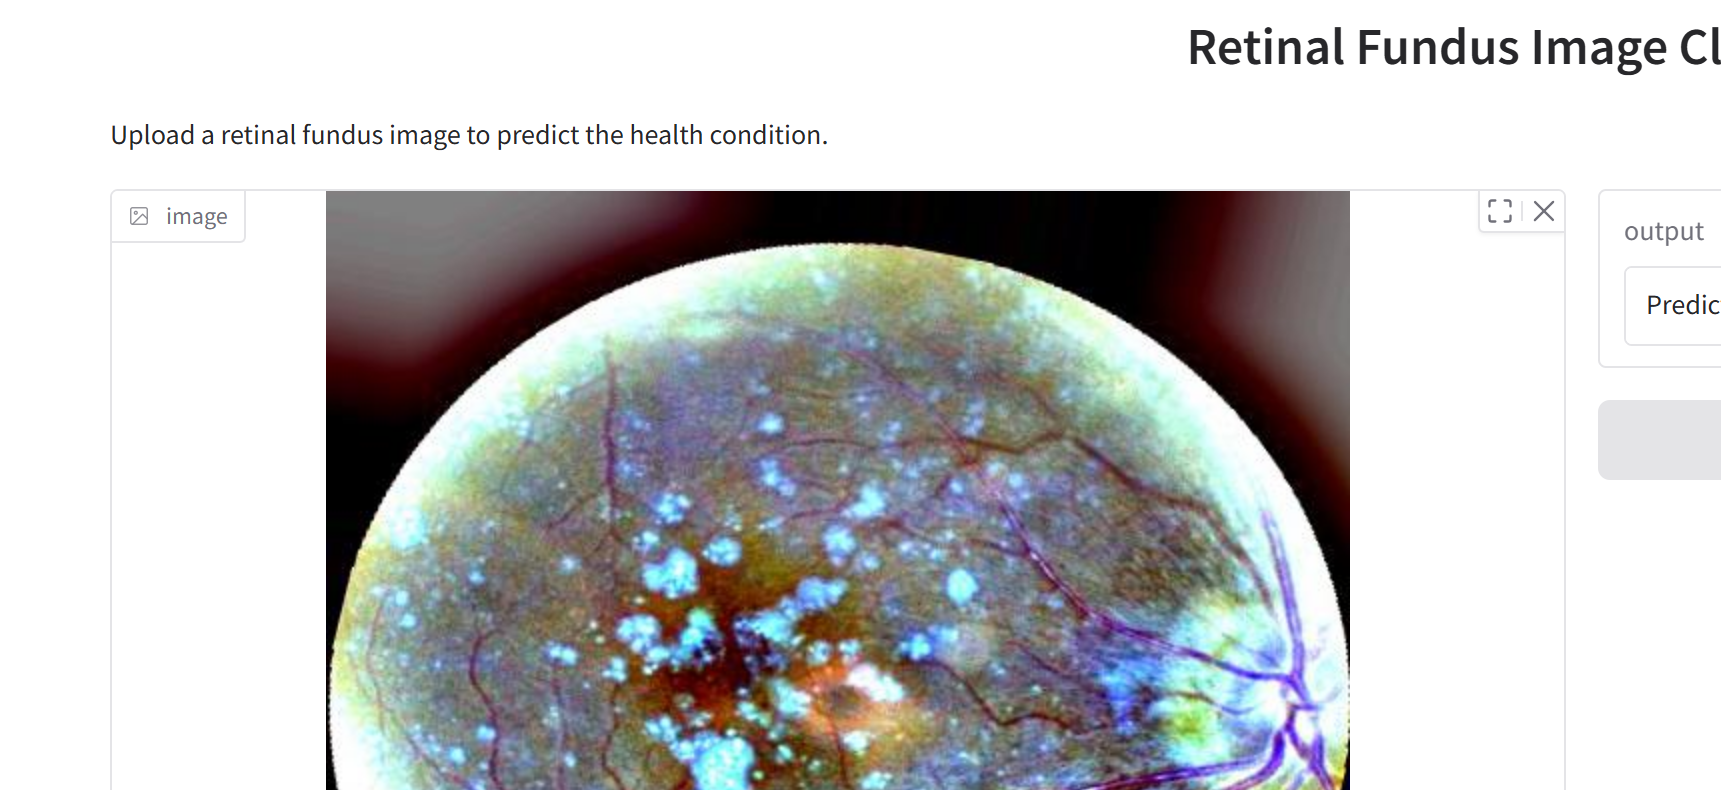 Retinal Fundus Image Cl
Upload a retinal fundus image to predict the health condition.
image
output
Predic